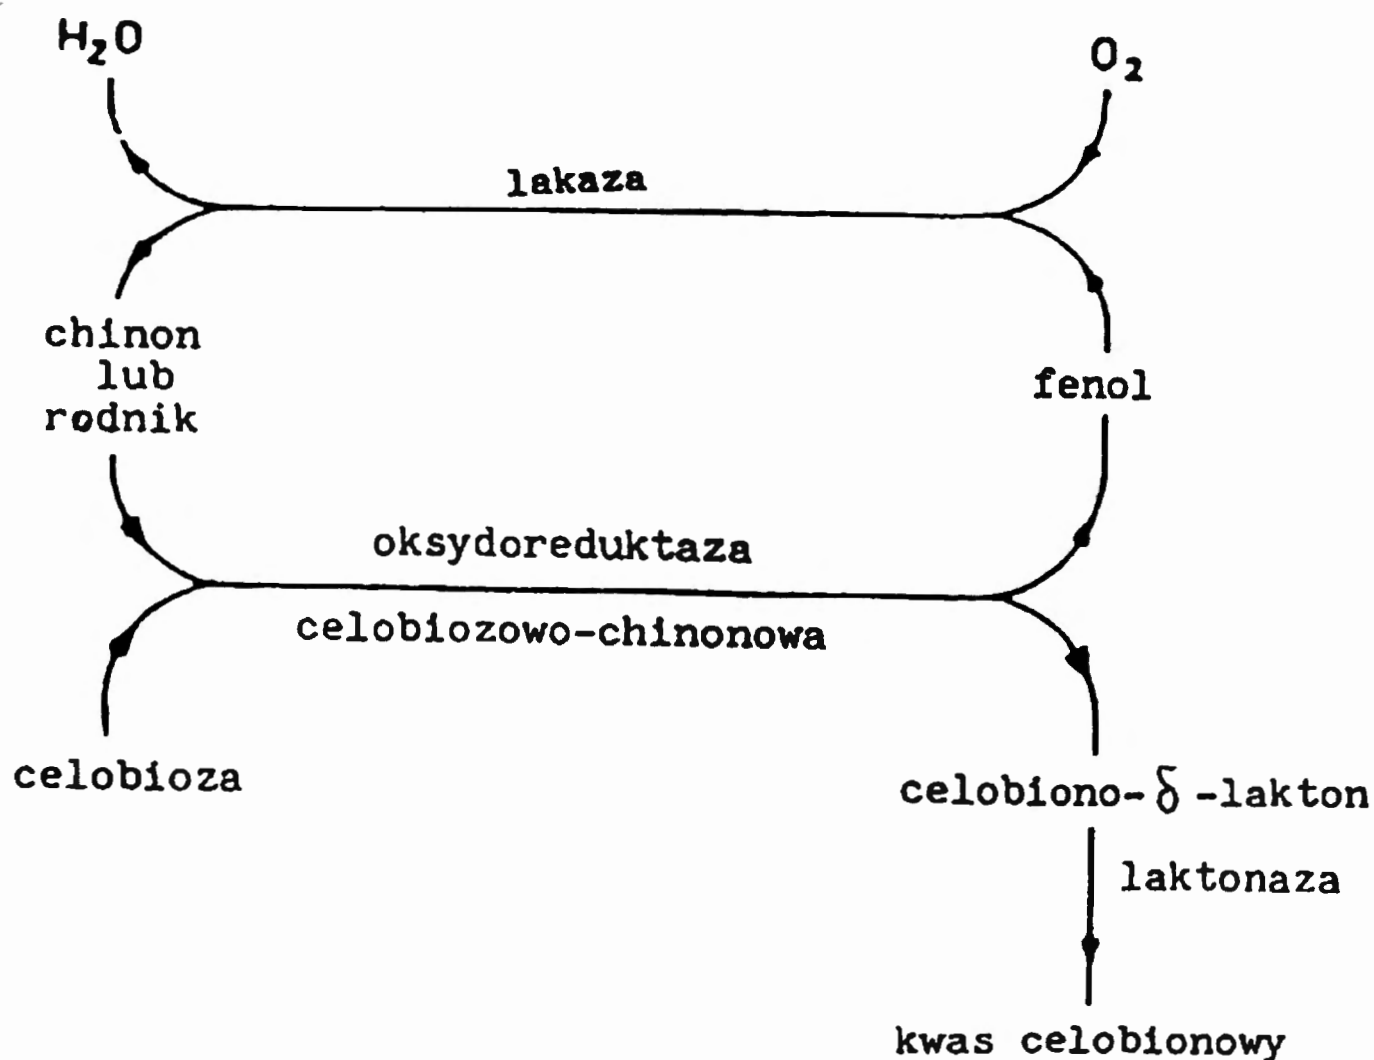 H₂O
O₂
lakaza
chinon
lub
rodnik
fenol
oksydoreduktaza
celobiozowo-chinonowa
celobioza
celobiono-δ-lakton
laktonaza
kwas celobionowy